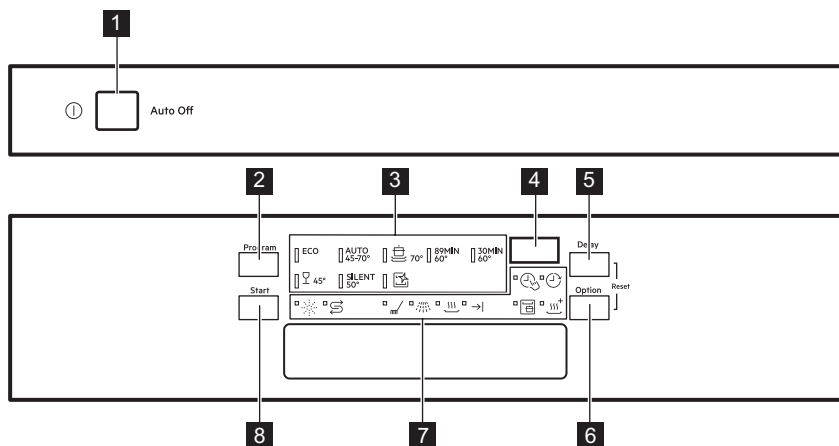 1
Auto Off
2 3 4 5
Program
ECO AUTO 45-70° 70° 89MIN 60° 30MIN 60°
Delay
45° SILENT 50°
Reset
Start
Option
8 7 6